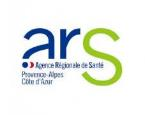 ars
Agence Régionale de Santé
Provence-Alpes
Côte d'Azur